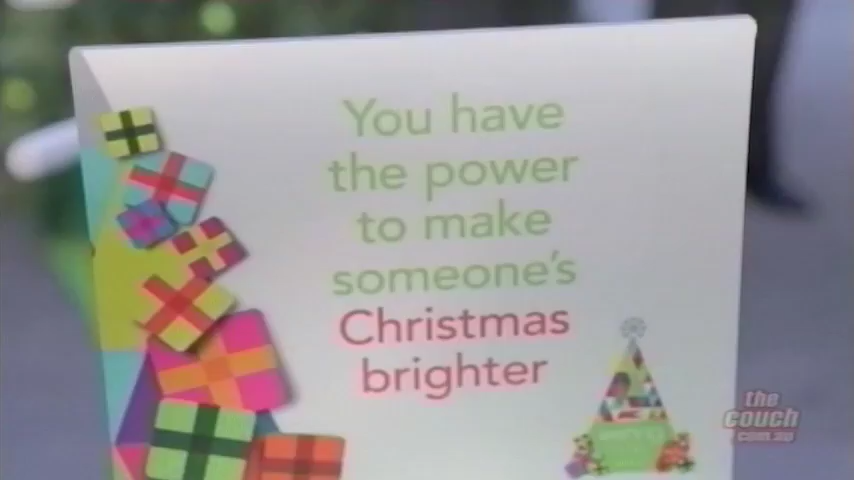 You have
the power
to make
someone's
Christmas
brighter
the
couch
.com.au